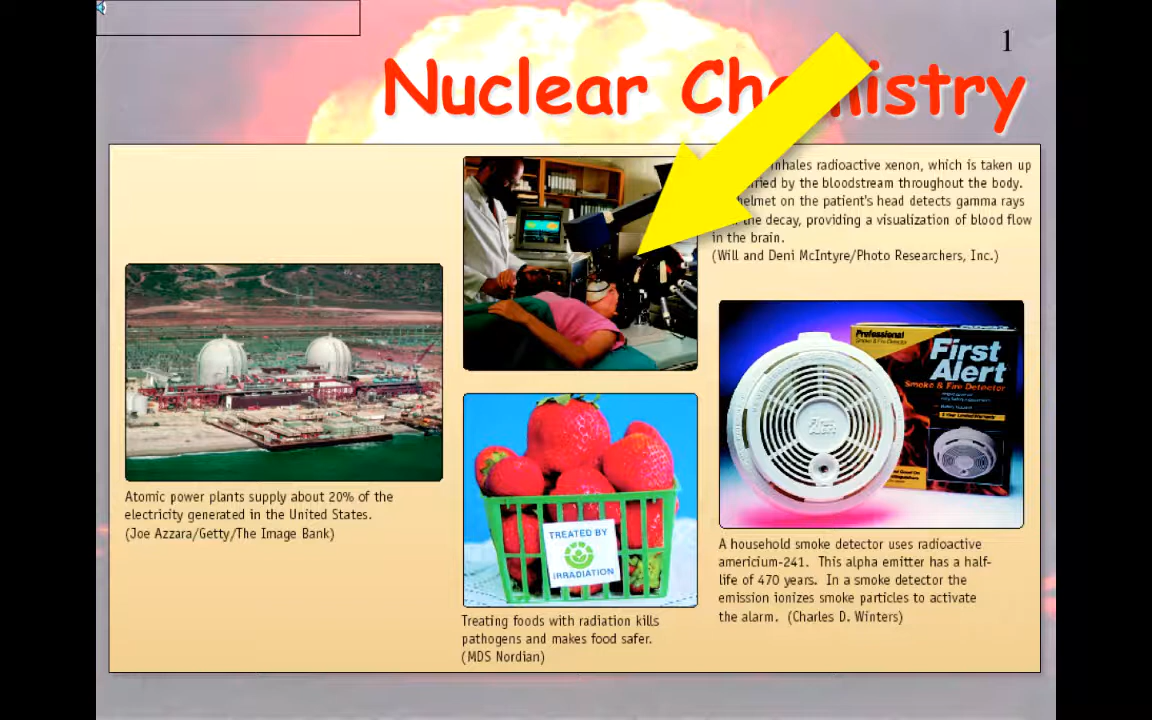 1
Nuclear Ch mistry
inhales radioactive xenon, which is taken up
by the bloodstream throughout the body.
helmet on the patient's head detects gamma rays
the decay, providing a visualization of blood flow
in the brain.
(Will and Deni McIntyre/Photo Researchers, Inc.)
Atomic power plants supply about 20% of the
electricity generated in the United States.
(Joe Azzara/Getty/The Image Bank)
TREATED BY
IRRADIATION
Treating foods with radiation kills
pathogens and makes food safer.
(MDS Nordian)
Professional
Smoke & Fire Detector
First
Alert
Smoke & Fire Detector
A household smoke detector uses radioactive
americium-241. This alpha emitter has a half-
life of 470 years. In a smoke detector the
emission ionizes smoke particles to activate
the alarm. (Charles D. Winters)